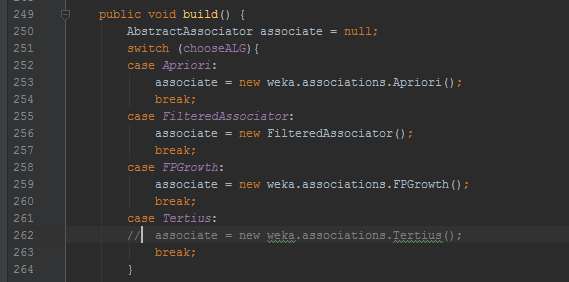 249 public void build() {
250 AbstractAssociator associate = null;
251 switch (chooseALG){
252 case Apriori:
253 associate = new weka.associations.Apriori();
254 break;
255 case FilteredAssociator:
256 associate = new FilteredAssociator();
257 break;
258 case FPGrowth:
259 associate = new weka.associations.FPGrowth();
260 break;
261 case Tertius:
262 // associate = new weka.associations.Tertius();
263 break;
264 }